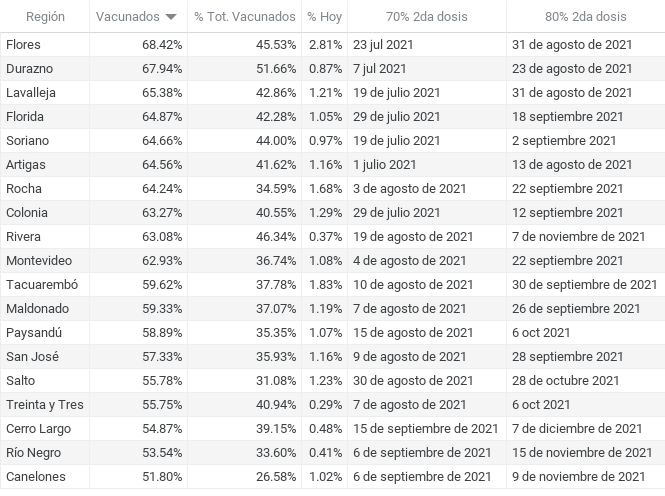 Región Vacunados % Tot. Vacunados % Hoy 70% 2da dosis 80% 2da dosis
Flores 68.42% 45.53% 2.81% 23 jul 2021 31 de agosto de 2021
Durazno 67.94% 51.66% 0.87% 7 jul 2021 23 de agosto de 2021
Lavalleja 65.38% 42.86% 1.21% 19 de julio 2021 31 de agosto de 2021
Florida 64.87% 42.28% 1.05% 29 de julio 2021 18 septiembre 2021
Soriano 64.66% 44.00% 0.97% 19 de julio 2021 2 septiembre 2021
Artigas 64.56% 41.62% 1.16% 1 julio 2021 13 de agosto de 2021
Rocha 64.24% 34.59% 1.68% 3 de agosto de 2021 22 septiembre 2021
Colonia 63.27% 40.55% 1.29% 29 de julio 2021 12 septiembre 2021
Rivera 63.08% 46.34% 0.37% 19 de agosto de 2021 7 de noviembre de 2021
Montevideo 62.93% 36.74% 1.08% 4 de agosto de 2021 22 septiembre 2021
Tacuarembó 59.62% 37.78% 1.83% 10 de agosto de 2021 30 de septiembre de 2021
Maldonado 59.33% 37.07% 1.19% 7 de agosto de 2021 26 de septiembre 2021
Paysandú 58.89% 35.35% 1.07% 15 de agosto de 2021 6 oct 2021
San José 57.33% 35.93% 1.16% 9 de agosto de 2021 28 septiembre 2021
Salto 55.78% 31.08% 1.23% 30 de agosto de 2021 28 de octubre 2021
Treinta y Tres 55.75% 40.94% 0.29% 7 de agosto de 2021 6 oct 2021
Cerro Largo 54.87% 39.15% 0.48% 15 de septiembre de 2021 7 de diciembre de 2021
Río Negro 53.54% 33.60% 0.41% 6 de septiembre de 2021 15 de noviembre de 2021
Canelones 51.80% 26.58% 1.02% 6 de septiembre de 2021 9 de noviembre de 2021